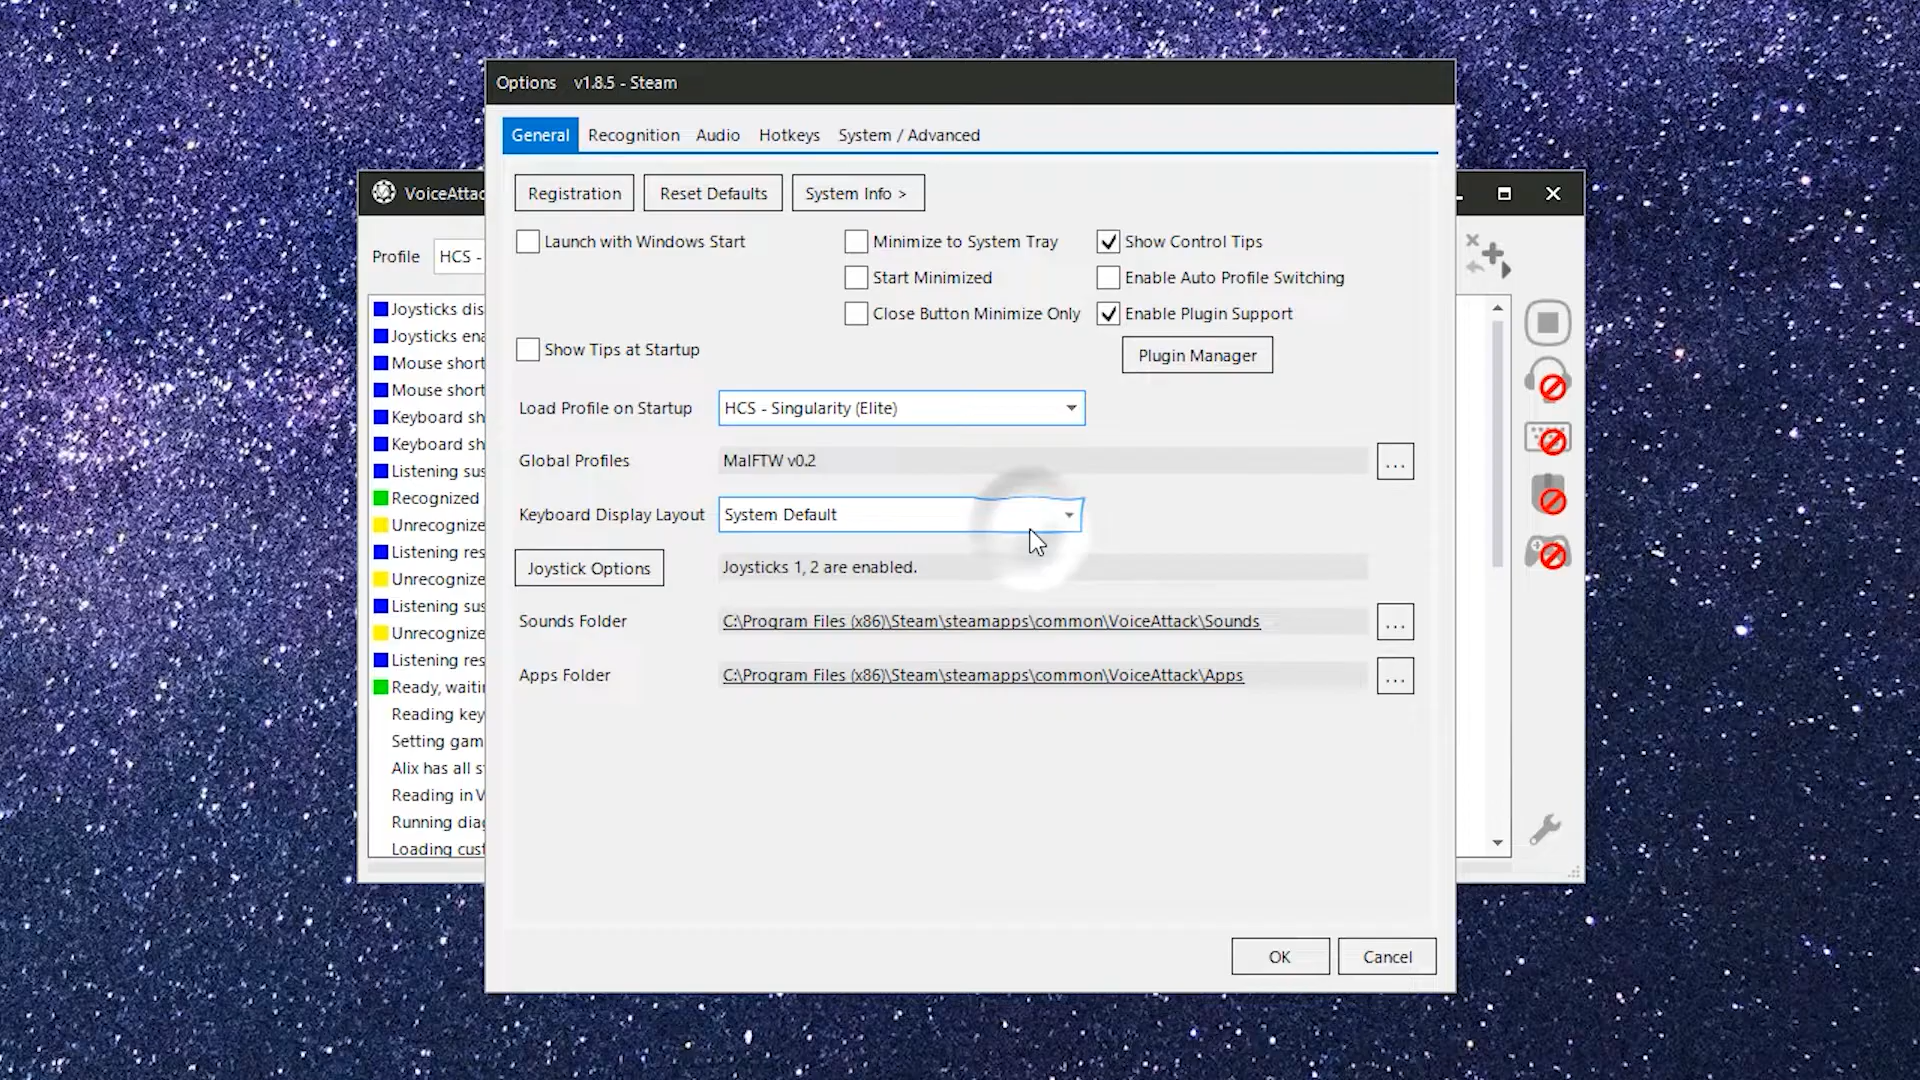 Options v1.8.5 - Steam
General Recognition Audio Hotkeys System / Advanced
Registration Reset Defaults System Info >
VoiceAttac
Launch with Windows Start Minimize to System Tray Show Control Tips
Profile HCS -
Start Minimized Enable Auto Profile Switching
Close Button Minimize Only Enable Plugin Support
Show Tips at Startup
Plugin Manager
Load Profile on Startup HCS - Singularity (Elite)
Global Profiles MalFTW v0.2 ...
Keyboard Display Layout System Default
Joystick Options Joysticks 1, 2 are enabled.
Sounds Folder C:\Program Files (x86)\Steam\steamapps\common\VoiceAttack\Sounds ...
Apps Folder C:\Program Files (x86)\Steam\steamapps\common\VoiceAttack\Apps ...
OK Cancel
Joysticks dis
Joysticks ena
Mouse short
Mouse short
Keyboard sh
Keyboard sh
Listening sus
Recognized
Unrecognize
Listening res
Unrecognize
Listening sus
Unrecognize
Listening res
Ready, waitin
Reading key
Setting gam
Alix has all s
Reading in V
Running diag
Loading cust